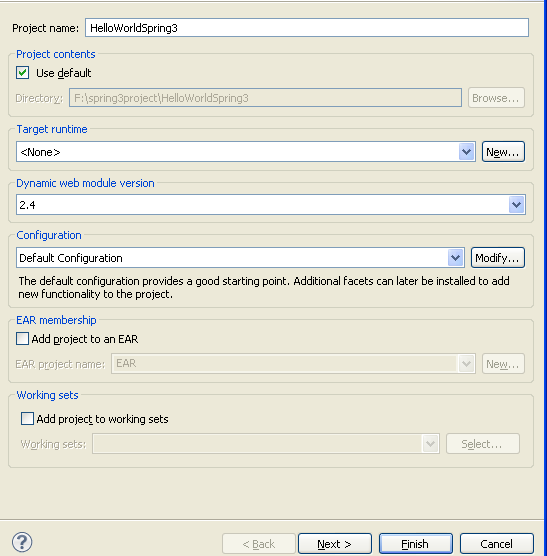 Project name: HelloWorldSpring3
Project contents
Use default
Directory: F:\spring3project\HelloWorldSpring3 Browse...
Target runtime
<None> New...
Dynamic web module version
2.4
Configuration
Default Configuration Modify...
The default configuration provides a good starting point. Additional facets can later be installed to add
new functionality to the project.
EAR membership
Add project to an EAR
EAR project name: EAR New...
Working sets
Add project to working sets
Working sets: Select...
? < Back Next > Finish Cancel